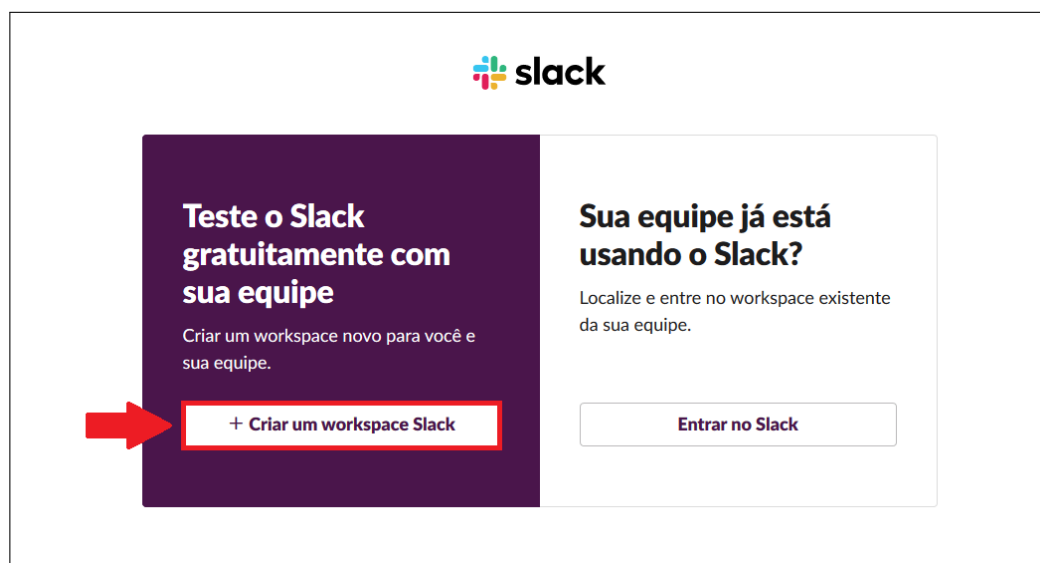 slack
Teste o Slack
gratuitamente com
sua equipe
Criar um workspace novo para você e
sua equipe.
+ Criar um workspace Slack
Sua equipe já está
usando o Slack?
Localize e entre no workspace existente
da sua equipe.
Entrar no Slack